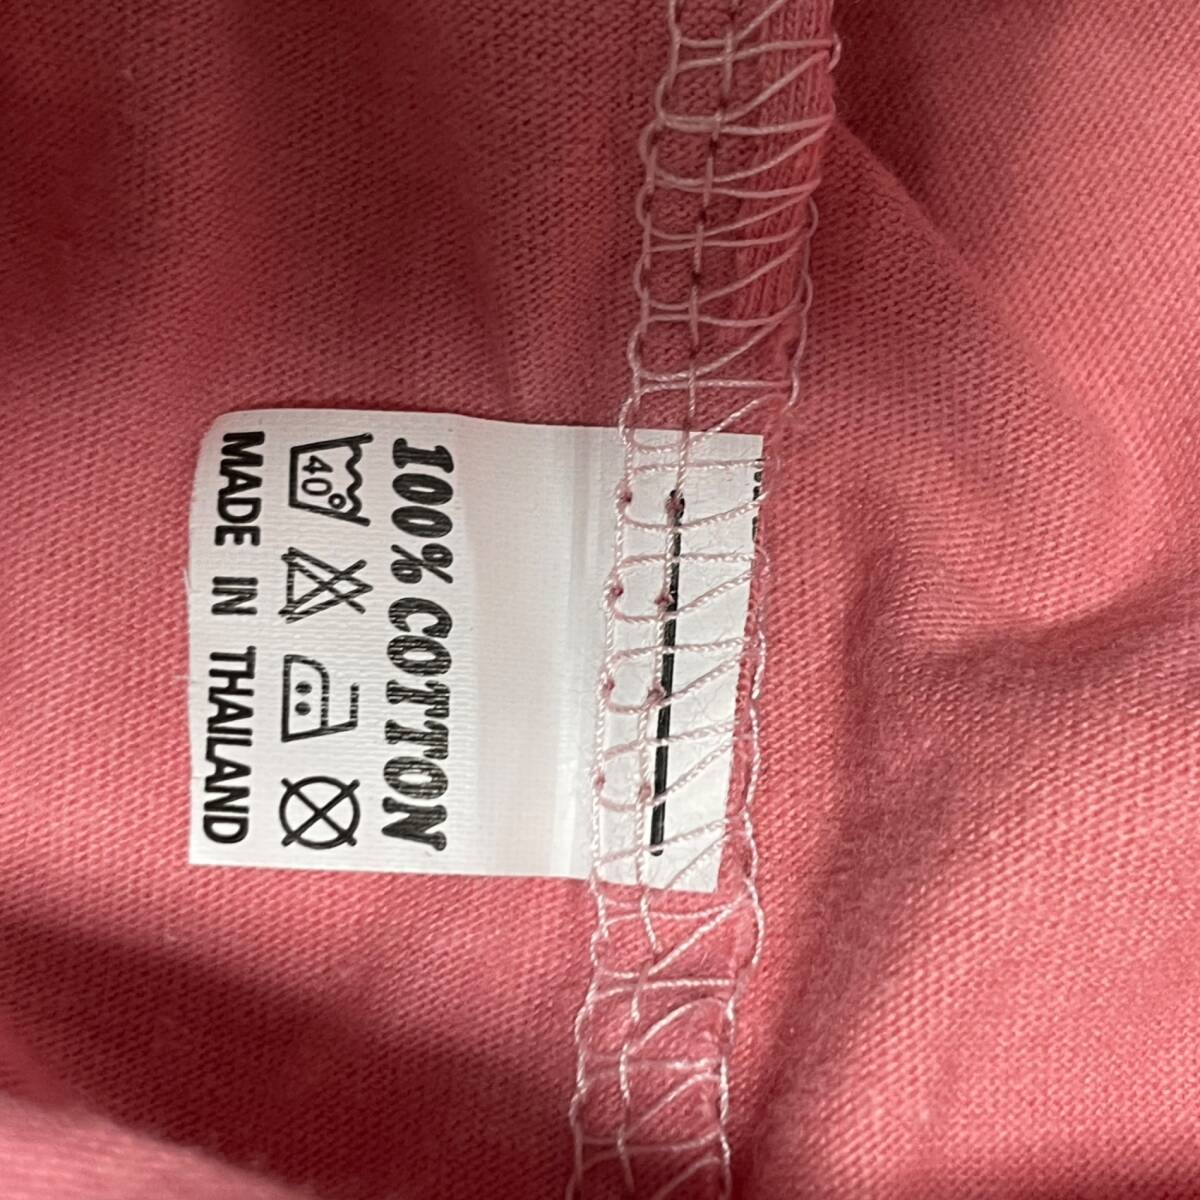 100% COTTON
40°
MADE IN THAILAND